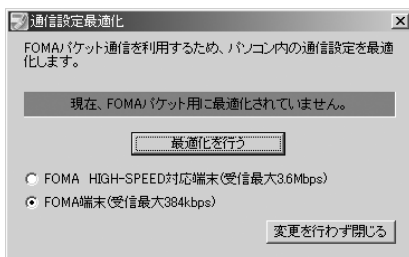 通信設定最適化
FOMAパケット通信を利用するため、パソコン内の通信設定を最適
化します。
現在、FOMAパケット用に最適化されていません。
最適化を行う
FOMA　HIGH-SPEED対応端末(受信最大3.6Mbps)
FOMA端末(受信最大384kbps)
変更を行わず閉じる